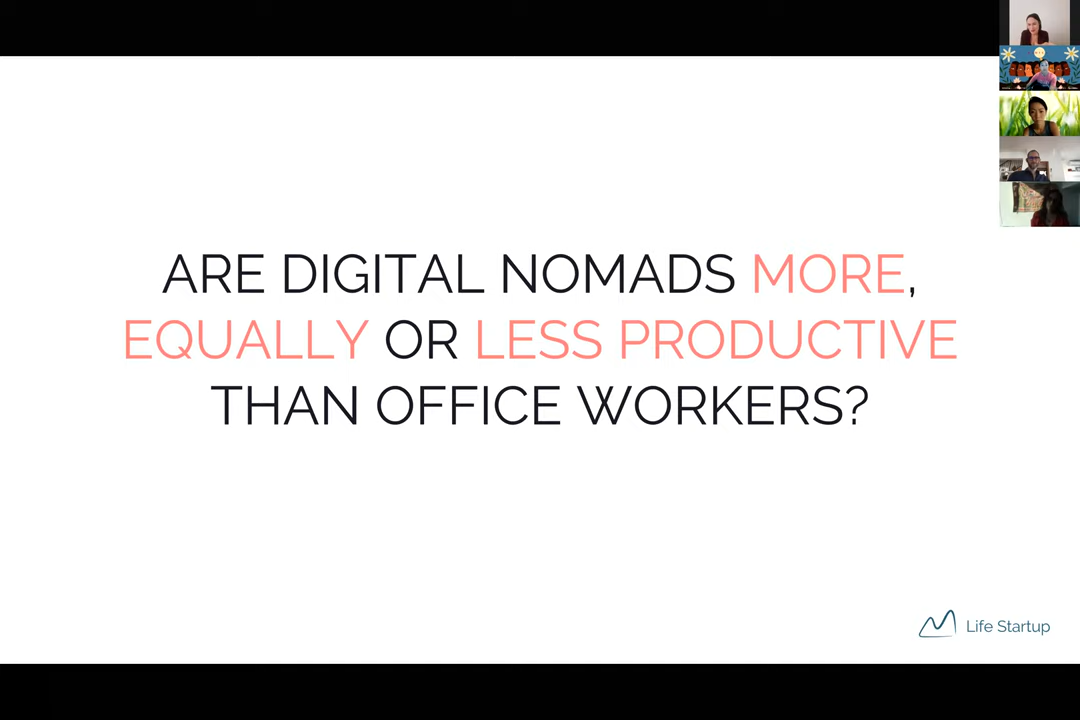 ARE DIGITAL NOMADS MORE,
EQUALLY OR LESS PRODUCTIVE
THAN OFFICE WORKERS?
Life Startup